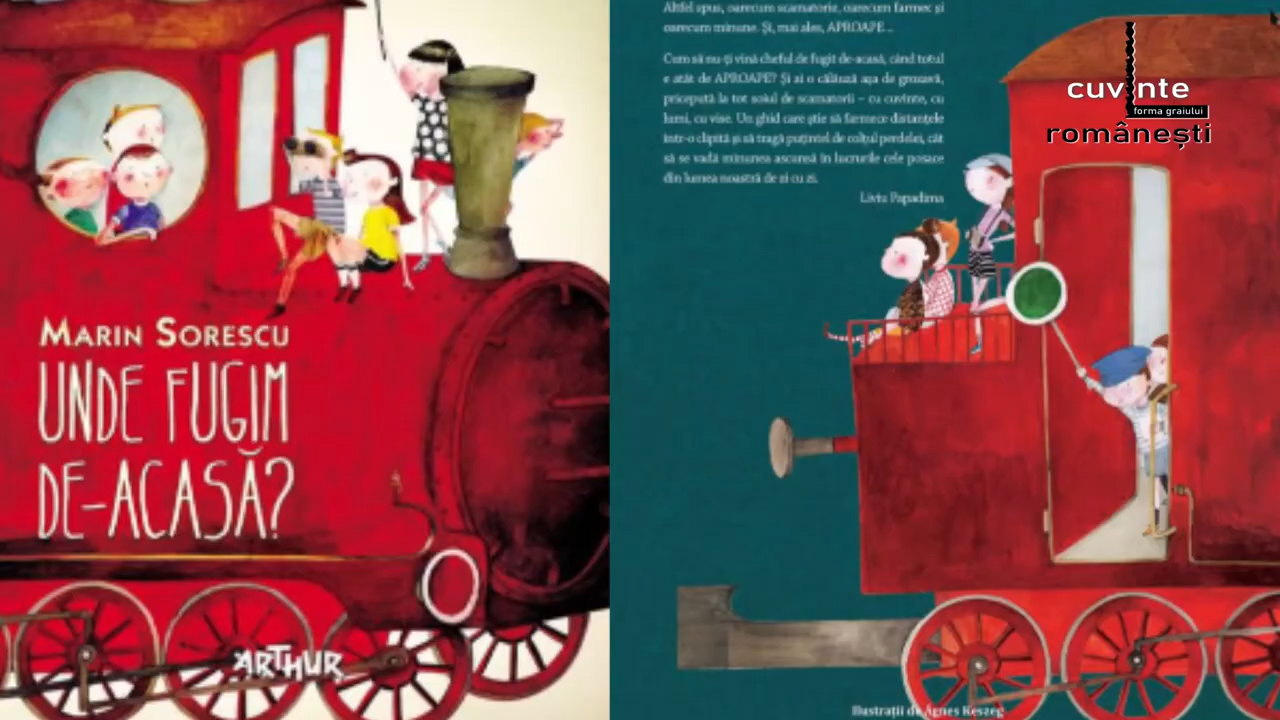 MARIN SORESCU
UNDE FUGIM
DE-ACASĂ?
ARTHUR
Altfel spus, oarecum scamatorie, oarecum farmec și
oarecum minune. Și, mai ales, APROAPE...
Cum să nu-ți vină cheful de fugit de-acasă, când totul
e atât de APROAPE? Și ai o călăuză așa de grozavă,
pricepută la tot soiul de scamatorii – cu cuvinte, cu
lumi, cu vise. Un ghid care știe să farmece distanțele
într-o clipită și să tragă puțintel de colțul perdelei, cât
să se vadă minunea ascunsă în lucrurile cele posace
din lumea noastră de zi cu zi.
Liviu Papadima
Ilustrații de Agnes Keszeg
cuvinte
forma graiului
românești